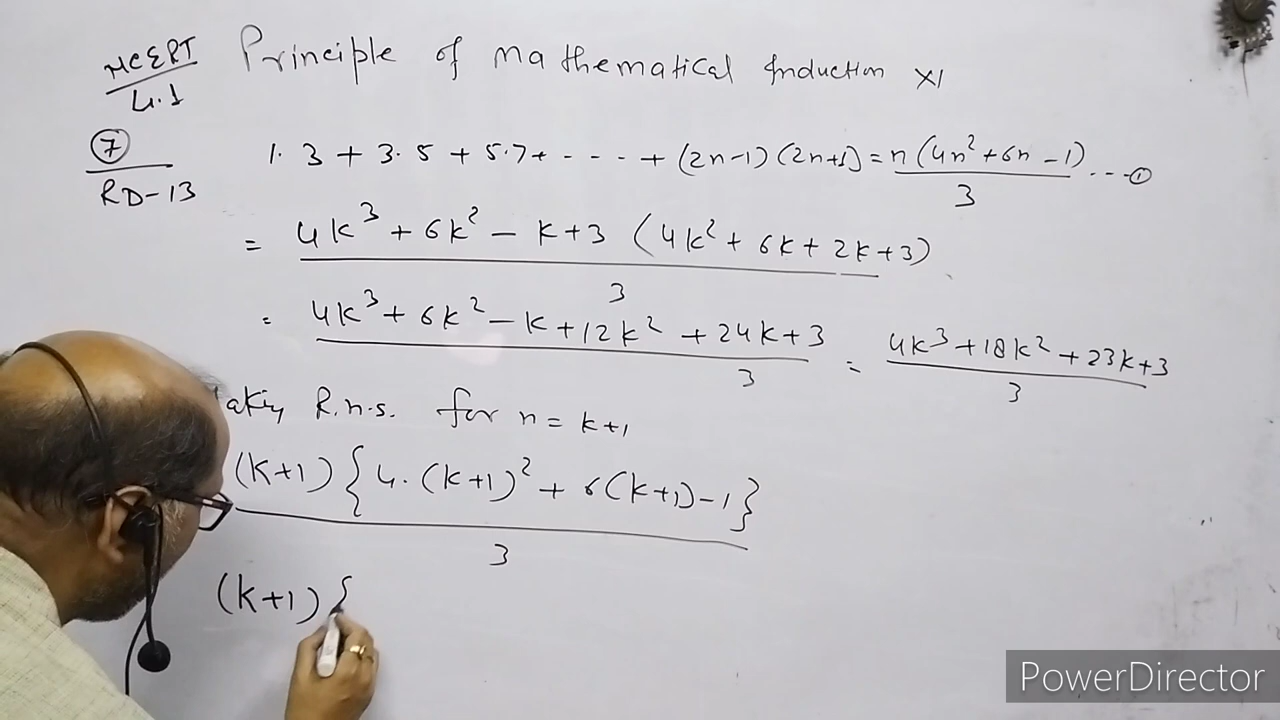 NCERT Principle of Mathematical Induction XI
4.1
7 1. 3 + 3. 5 + 5.7+ - - - - + (2n-1) (2n+1) = n(4n²+6n-1) ... ①
RD-13 3
= 4k³ + 6k² - k+3 (4k² + 6k + 2k + 3)
3
= 4k³ + 6k² - k + 12k² + 24k + 3 = 4k³ + 18k² + 23k + 3
3 3
taking R.H.S. for n = k+1
(k+1) { 4. (k+1)² + 6(k+1) - 1 }
3
(k+1) {
PowerDirector